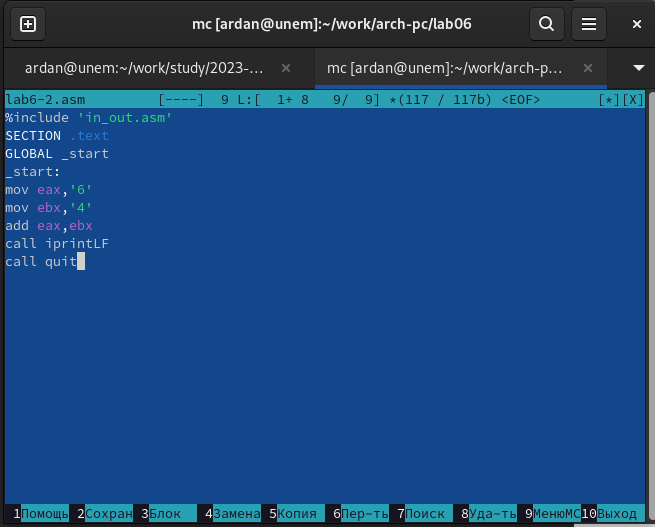 mc [ardan@unem]:~/work/arch-pc/lab06
ardan@unem:~/work/study/2023-... mc [ardan@unem]:~/work/arch-p...
lab6-2.asm [----] 9 L:[ 1+ 8 9/ 9] *(117 / 117b) <EOF> [*][X]
%include 'in_out.asm'
SECTION .text
GLOBAL _start
_start:
mov eax,'6'
mov ebx,'4'
add eax,ebx
call iprintLF
call quit
1Помощь 2Сохран 3Блок 4Замена 5Копия 6Пер~ть 7Поиск 8Уда~ть 9МенюMC 10Выход